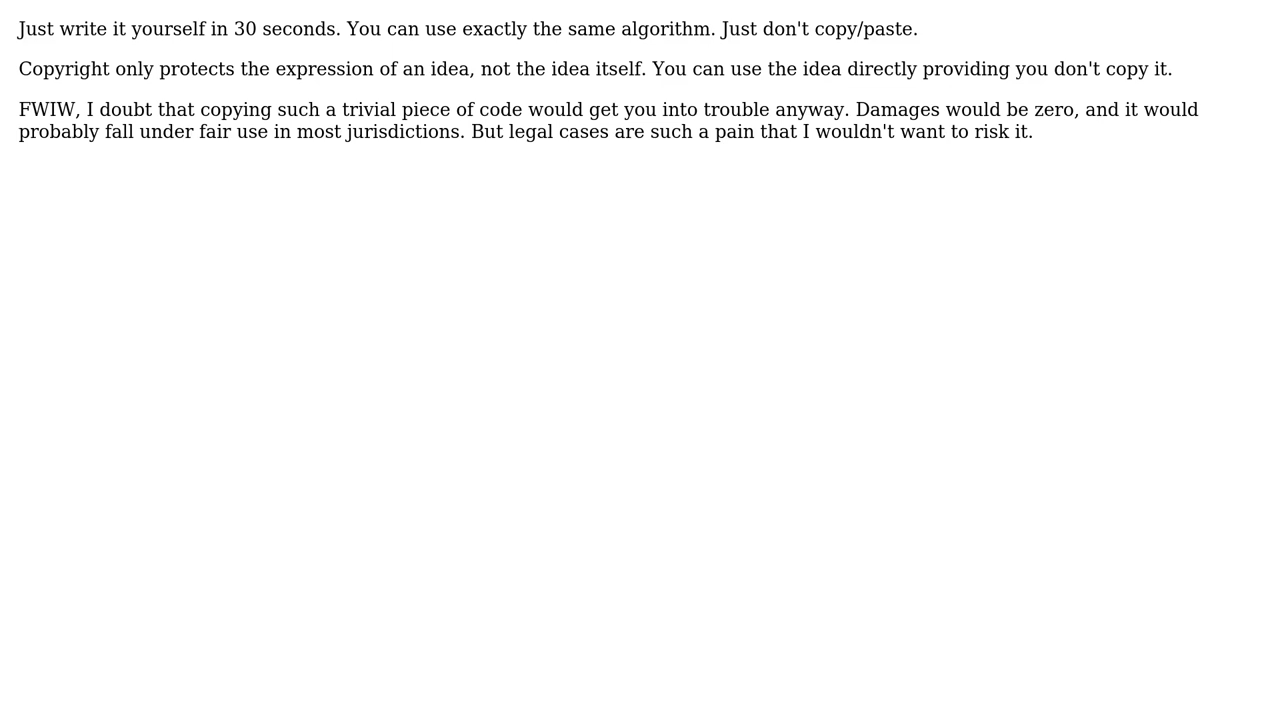 Just write it yourself in 30 seconds. You can use exactly the same algorithm. Just don't copy/paste.
Copyright only protects the expression of an idea, not the idea itself. You can use the idea directly providing you don't copy it.
FWIW, I doubt that copying such a trivial piece of code would get you into trouble anyway. Damages would be zero, and it would
probably fall under fair use in most jurisdictions. But legal cases are such a pain that I wouldn't want to risk it.